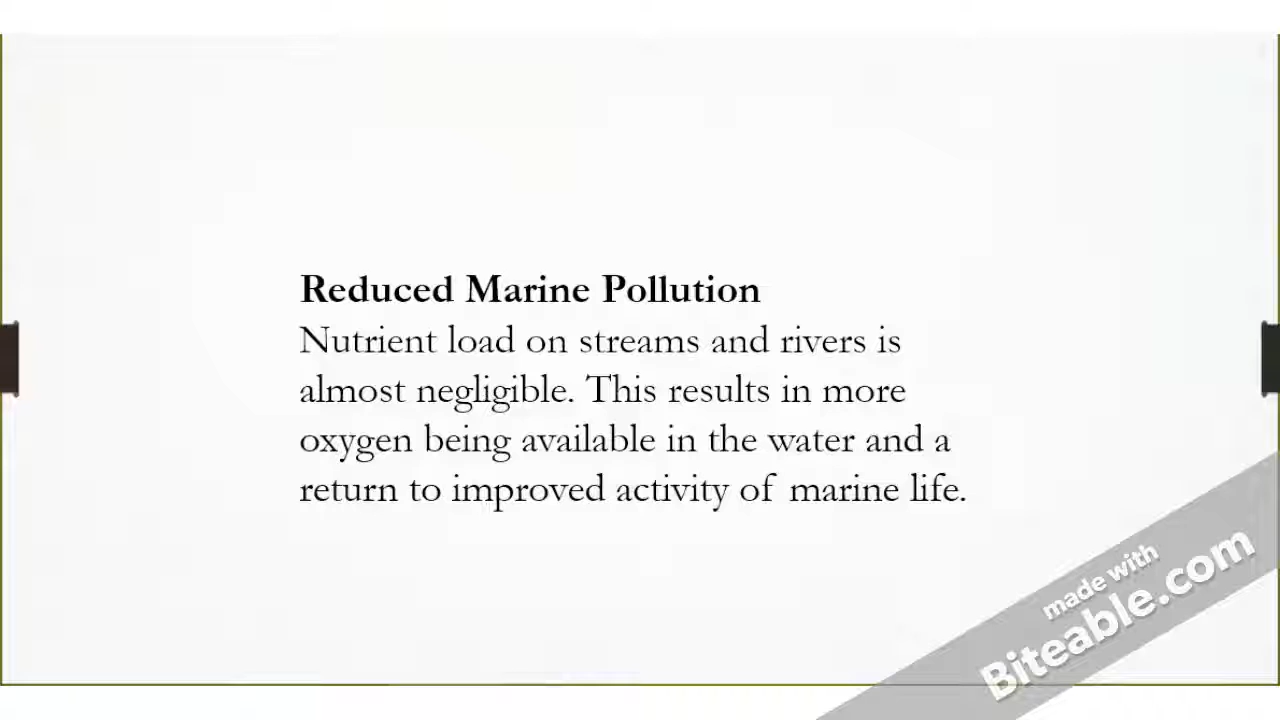 Reduced Marine Pollution
Nutrient load on streams and rivers is
almost negligible. This results in more
oxygen being available in the water and a
return to improved activity of marine life.
made with
Biteable.com